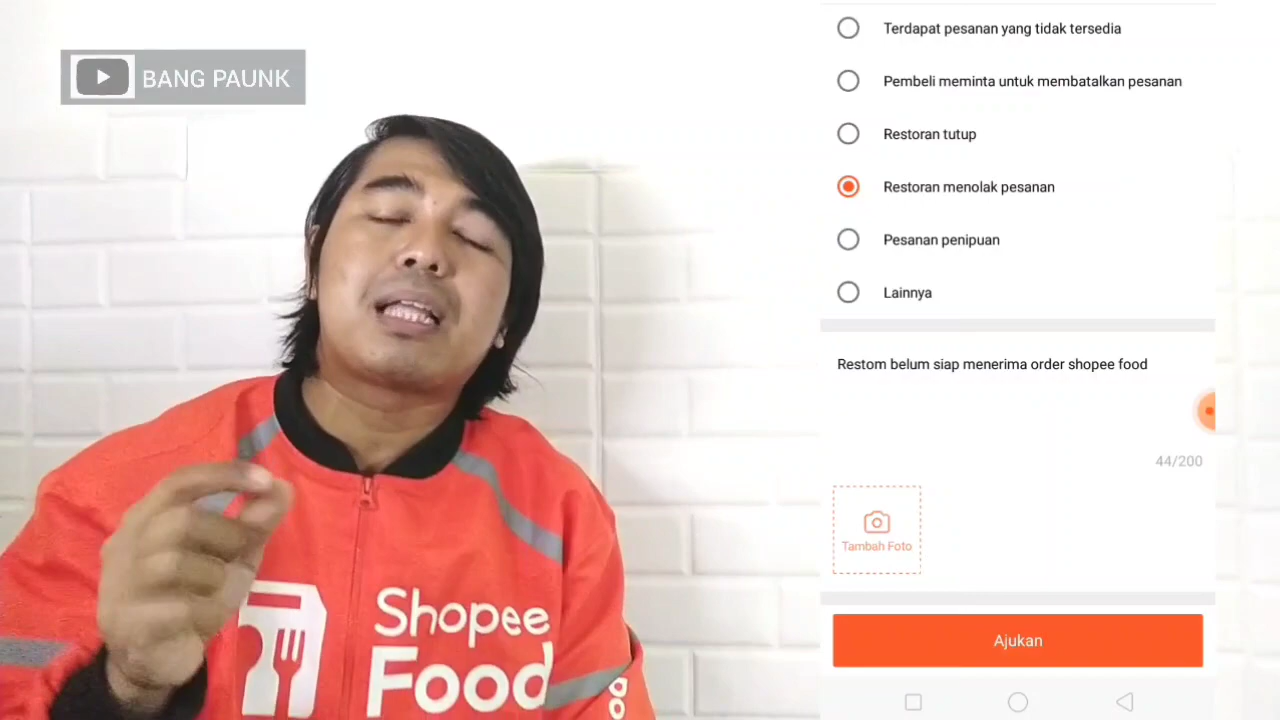 BANG PAUNK
Shopee
Food
Terdapat pesanan yang tidak tersedia
Pembeli meminta untuk membatalkan pesanan
Restoran tutup
Restoran menolak pesanan
Pesanan penipuan
Lainnya
Restom belum siap menerima order shopee food
44/200
Tambah Foto
Ajukan